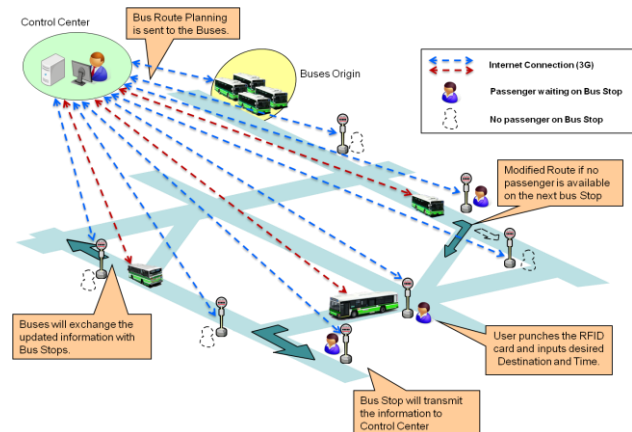 Control Center
Bus Route Planning
is sent to the Buses.
Buses Origin
Internet Connection (3G)
Passenger waiting on Bus Stop
No passenger on Bus Stop
Modified Route if no
passenger is available
on the next bus Stop
Buses will exchange the
updated information with
Bus Stops.
User punches the RFID
card and inputs desired
Destination and Time.
Bus Stop will transmit
the information to
Control Center